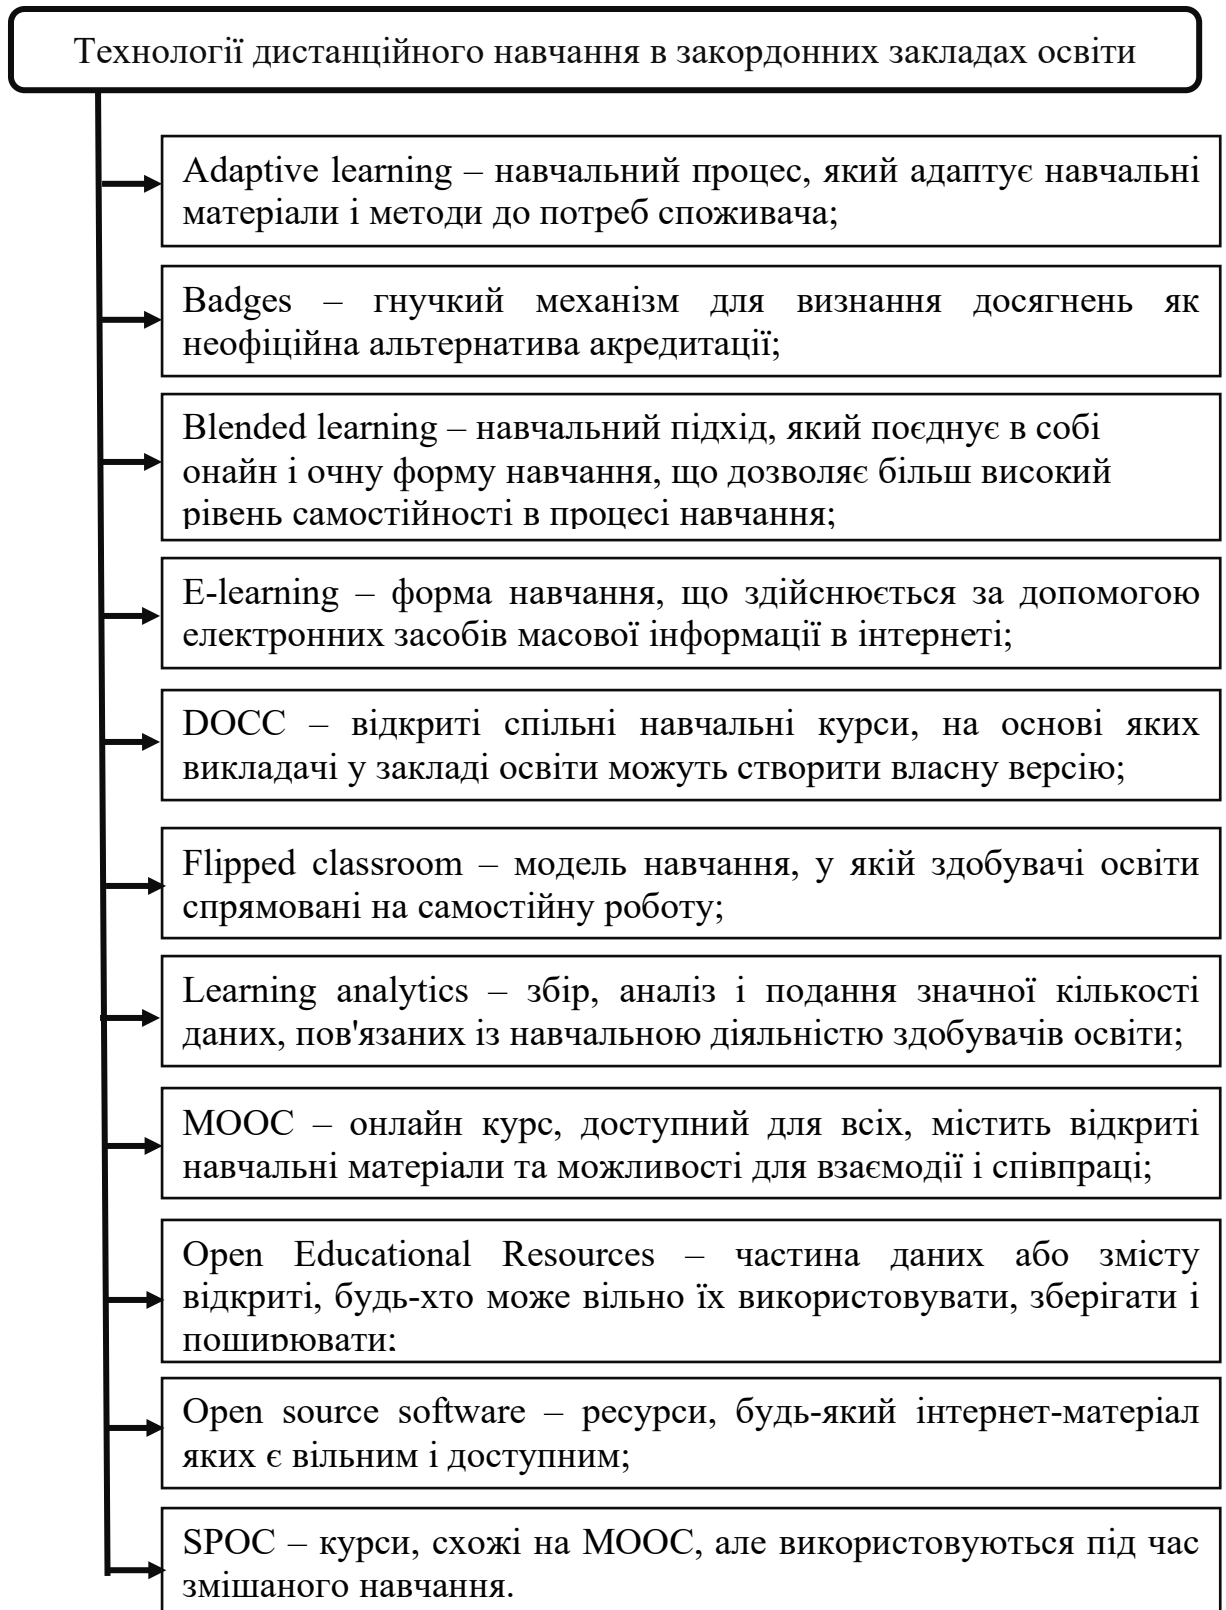 Технології дистанційного навчання в закордонних закладах освіти
Adaptive learning – навчальний процес, який адаптує навчальні
матеріали і методи до потреб споживача;
Badges – гнучкий механізм для визнання досягнень як
неофіційна альтернатива акредитації;
Blended learning – навчальний підхід, який поєднує в собі
онайн і очну форму навчання, що дозволяє більш високий
рівень самостійності в процесі навчання;
E-learning – форма навчання, що здійснюється за допомогою
електронних засобів масової інформації в інтернеті;
DOCC – відкриті спільні навчальні курси, на основі яких
викладачі у закладі освіти можуть створити власну версію;
Flipped classroom – модель навчання, у якій здобувачі освіти
спрямовані на самостійну роботу;
Learning analytics – збір, аналіз і подання значної кількості
даних, пов'язаних із навчальною діяльністю здобувачів освіти;
MOOC – онлайн курс, доступний для всіх, містить відкриті
навчальні матеріали та можливості для взаємодії і співпраці;
Open Educational Resources – частина даних або змісту
відкриті, будь-хто може вільно їх використовувати, зберігати і
поширювати;
Open source software – ресурси, будь-який інтернет-матеріал
яких є вільним і доступним;
SPOC – курси, схожі на MOOC, але використовуються під час
змішаного навчання.